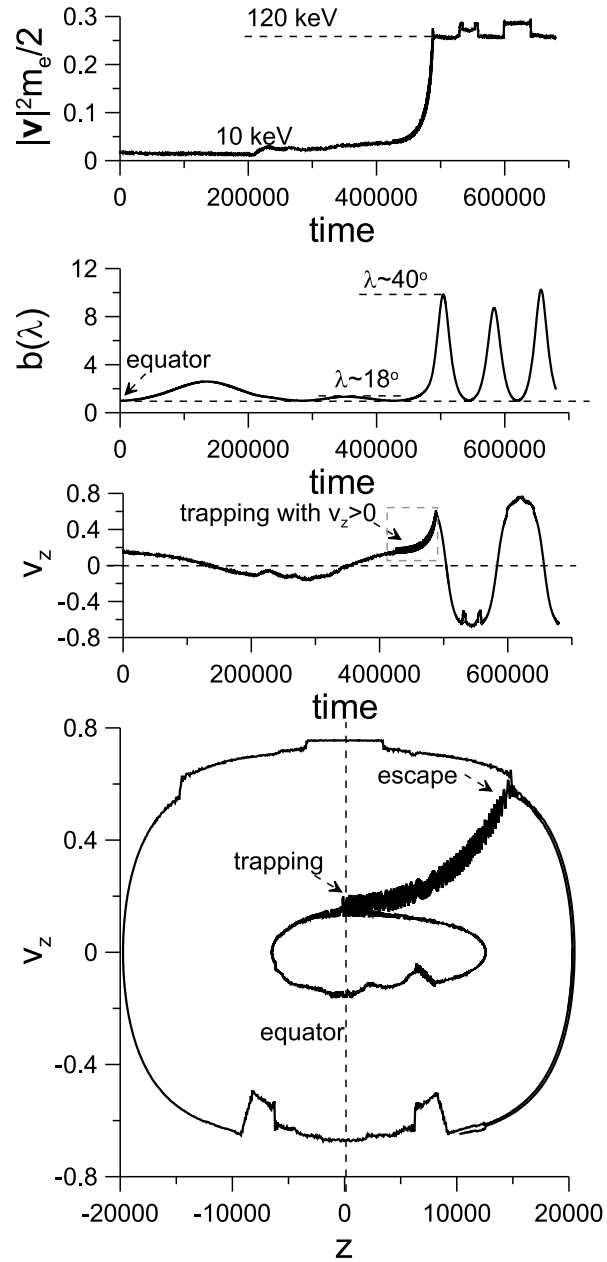 0.3
120 keV
0.2
|v|²mₑ/2
0.1
10 keV
0
0 200000 400000 600000
time
12
λ~40°
8
b(λ)
equator
4
λ~18°
0
0 200000 400000 600000
time
0.8
trapping with v_z>0
0.4
v_z
0
-0.4
-0.8
0 200000 400000 600000
time
0.8
escape
0.4
trapping
v_z
0
equator
-0.4
-0.8
-20000 -10000 0 10000 20000
z